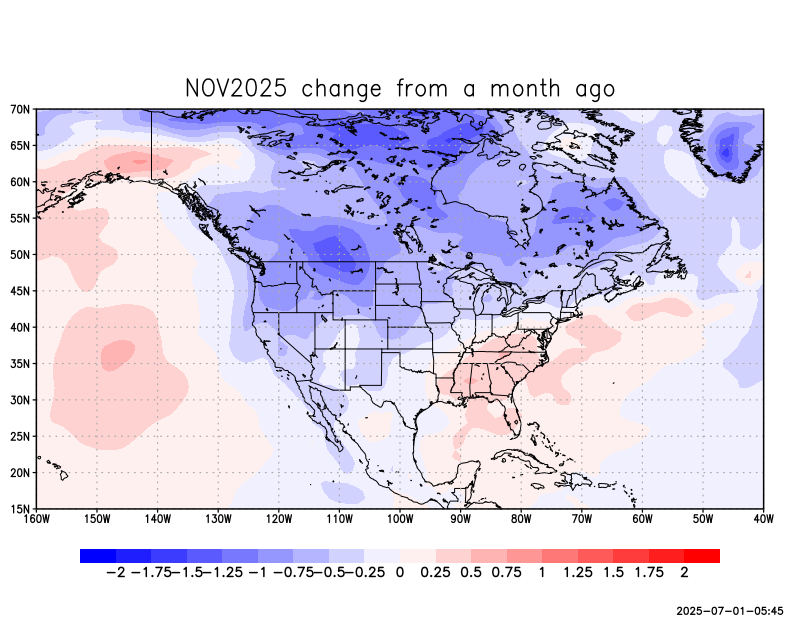 NOV2025 change from a month ago
70N
65N
60N
55N
50N
45N
40N
35N
30N
25N
20N
15N
160W 150W 140W 130W 120W 110W 100W 90W 80W 70W 60W 50W 40W
−2 −1.75 −1.5 −1.25 −1 −0.75 −0.5 −0.25 0 0.25 0.5 0.75 1 1.25 1.5 1.75 2
2025-07-01-05:45